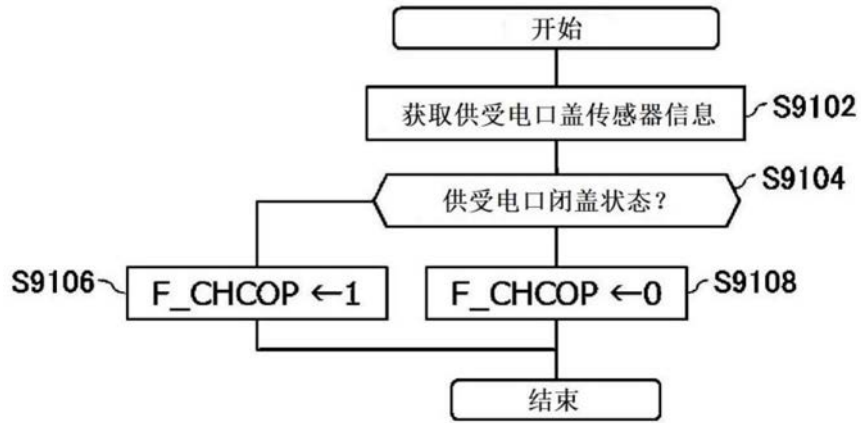 开始
获取供受电口盖传感器信息
S9102
供受电口闭盖状态？
S9104
S9106
F_CHCOP ←1
F_CHCOP ←0
S9108
结束